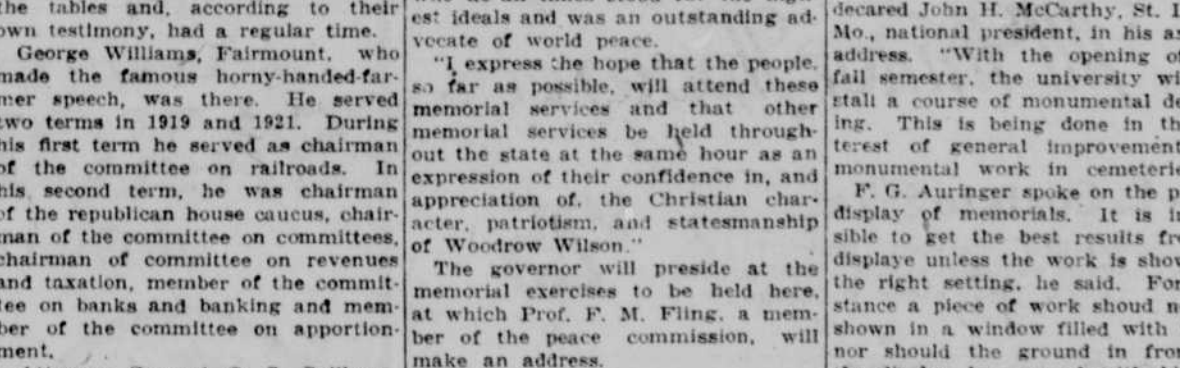 the tables and, according to their
own testimony, had a regular time.
George Williams, Fairmount, who
made the famous horny-handed-far-
mer speech, was there. He served
two terms in 1919 and 1921. During
his first term he served as chairman
of the committee on railroads. In
his second term, he was chairman
of the republican house caucus, chair-
man of the committee on committees,
chairman of committee on revenues
and taxation, member of the commit-
tee on banks and banking and mem-
ber of the committee on apportion-
ment.
est ideals and was an outstanding ad-
vocate of world peace.
"I express the hope that the people,
so far as possible, will attend these
memorial services and that other
memorial services be held through-
out the state at the same hour as an
expression of their confidence in, and
appreciation of, the Christian char-
acter, patriotism, and statesmanship
of Woodrow Wilson."
The governor will preside at the
memorial exercises to be held here,
at which Prof. F. M. Fling, a mem-
ber of the peace commission, will
make an address.
decared John H. McCarthy, St.
Mo., national president, in his
address. "With the opening of
fall semester, the university
stall a course of monumental
ing. This is being done in
terest of general improvement
monumental work in
F. G. Auringer spoke on the
display of memorials. It is
sible to get the best results
displaye unless the work is
the right setting, he said. For
stance a piece of work shoud
shown in a window filled with
nor should the ground in